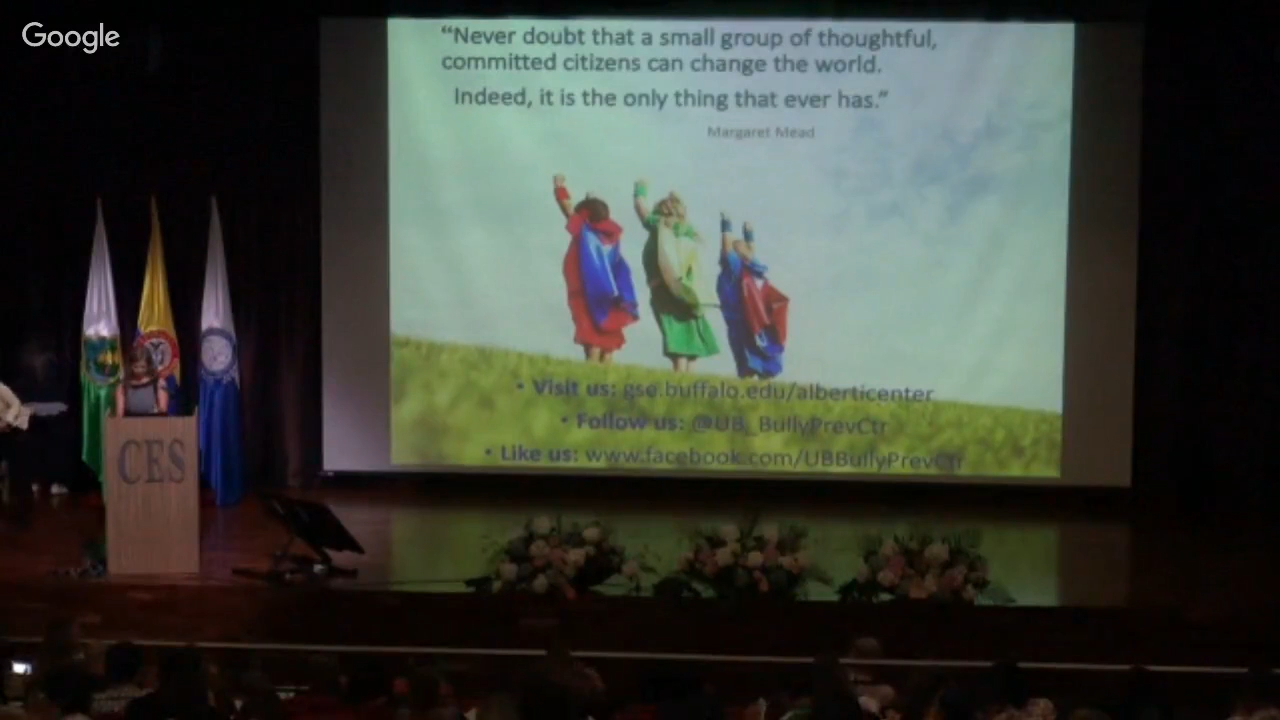 Google
“Never doubt that a small group of thoughtful,
committed citizens can change the world.
Indeed, it is the only thing that ever has.”
Margaret Mead
• Visit us: gse.buffalo.edu/alberticenter
• Follow us: @UB_BullyPrevCtr
• Like us: www.facebook.com/UBBullyPrevCtr
CES